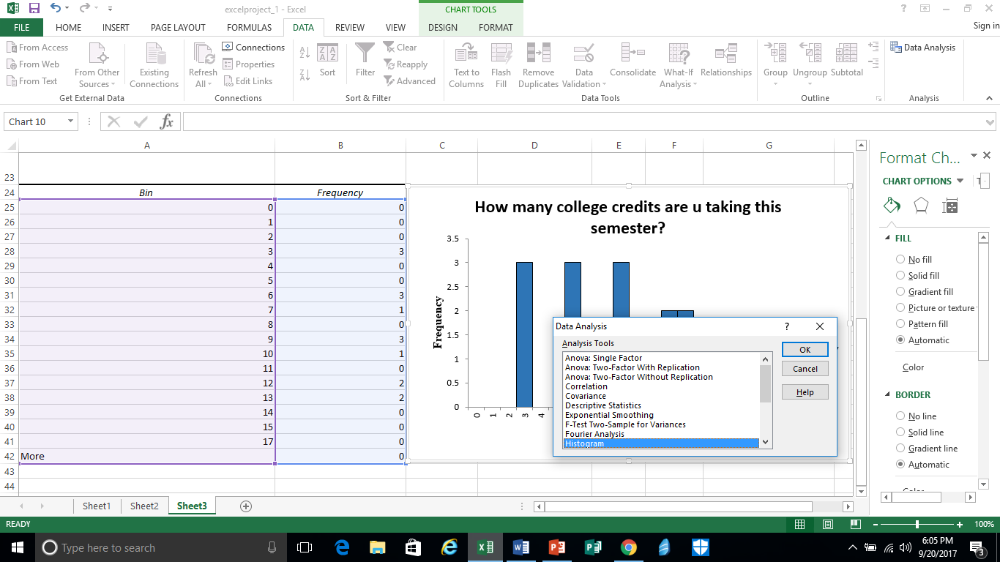 excelproject_1 - Excel
CHART TOOLS
?
FILE HOME INSERT PAGE LAYOUT FORMULAS DATA REVIEW VIEW DESIGN FORMAT Sign in
From Access
From Web
From Text
From Other
Sources
Get External Data
Existing
Connections
Refresh
All
Connections
Properties
Edit Links
Connections
Sort
Filter
Clear
Reapply
Advanced
Sort & Filter
Text to
Columns
Flash
Fill
Remove
Duplicates
Data
Validation
Consolidate
What-If
Analysis
Relationships
Data Tools
Group
Ungroup
Subtotal
Outline
Data Analysis
Analysis
Chart 10
fx
A B C D E F G
23
24 Bin Frequency
25 0 0
26 1 0
27 2 0
28 3 3
29 4 0
30 5 0
31 6 3
32 7 1
33 8 0
34 9 3
35 10 1
36 11 0
37 12 2
38 13 2
39 14 0
40 15 0
41 17 0
42 More 0
43
44
How many college credits are u taking this
semester?
Frequency
3.5
3
2.5
2
1.5
1
0.5
0
0 1 2 3 4
Data Analysis
?
Analysis Tools
Anova: Single Factor
Anova: Two-Factor With Replication
Anova: Two-Factor Without Replication
Correlation
Covariance
Descriptive Statistics
Exponential Smoothing
F-Test Two-Sample for Variances
Fourier Analysis
Histogram
OK
Cancel
Help
Format Ch...
CHART OPTIONS
FILL
No fill
Solid fill
Gradient fill
Picture or texture
Pattern fill
Automatic
Color
BORDER
No line
Solid line
Gradient line
Automatic
Sheet1 Sheet2 Sheet3
READY
100%
Type here to search
6:05 PM
9/20/2017
3